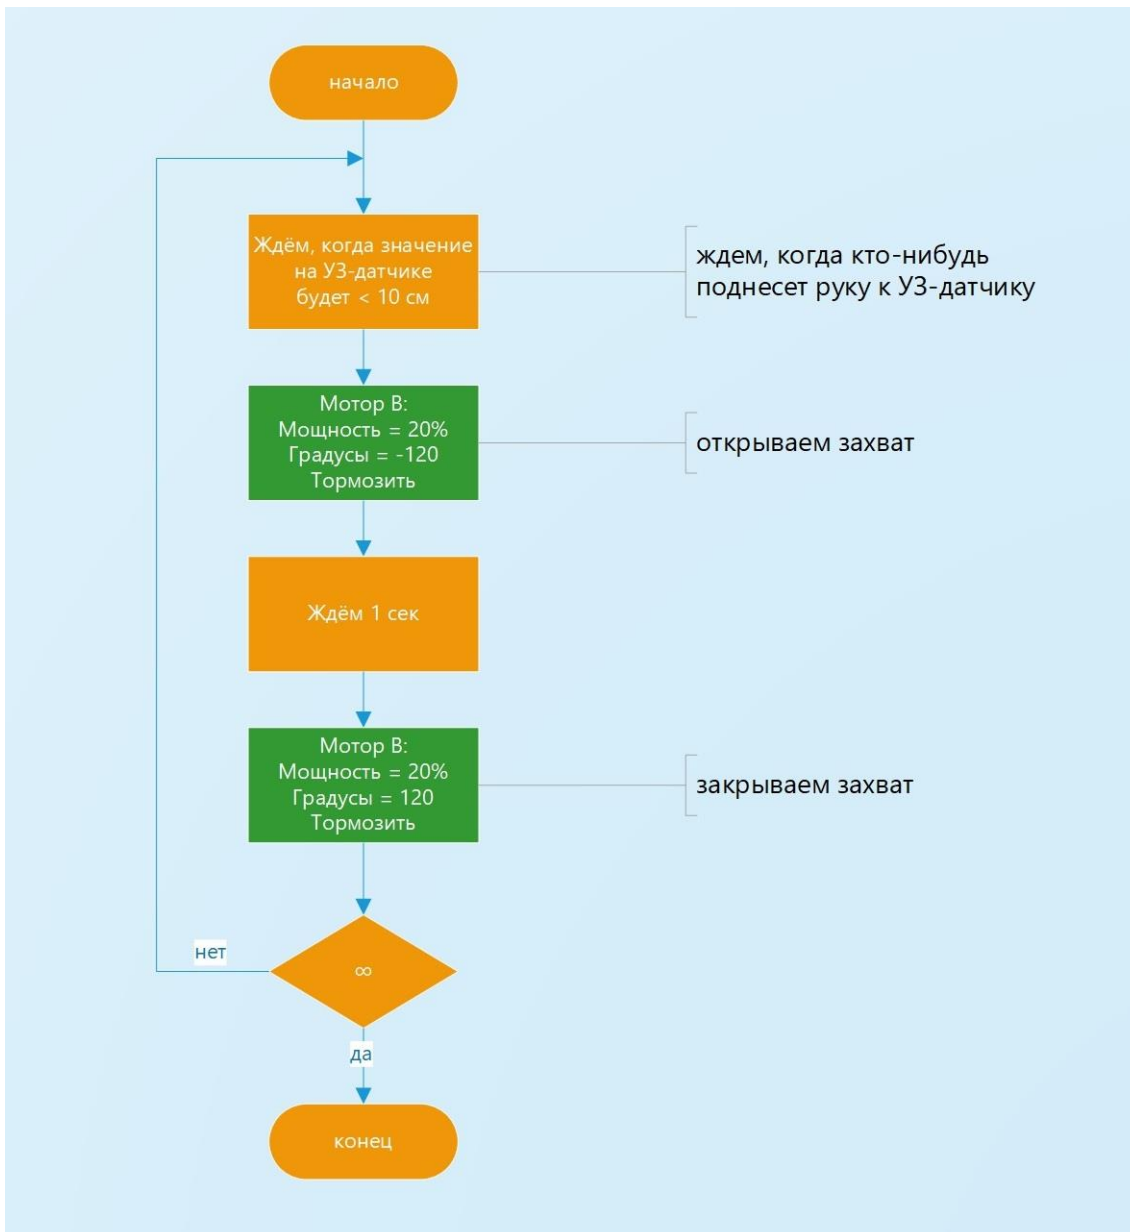 начало
Ждём, когда значение
на УЗ-датчике
будет < 10 см
ждем, когда кто-нибудь
поднесет руку к УЗ-датчику
Мотор В:
Мощность = 20%
Градусы = -120
Тормозить
открываем захват
Ждём 1 сек
Мотор В:
Мощность = 20%
Градусы = 120
Тормозить
закрываем захват
нет
∞
да
конец